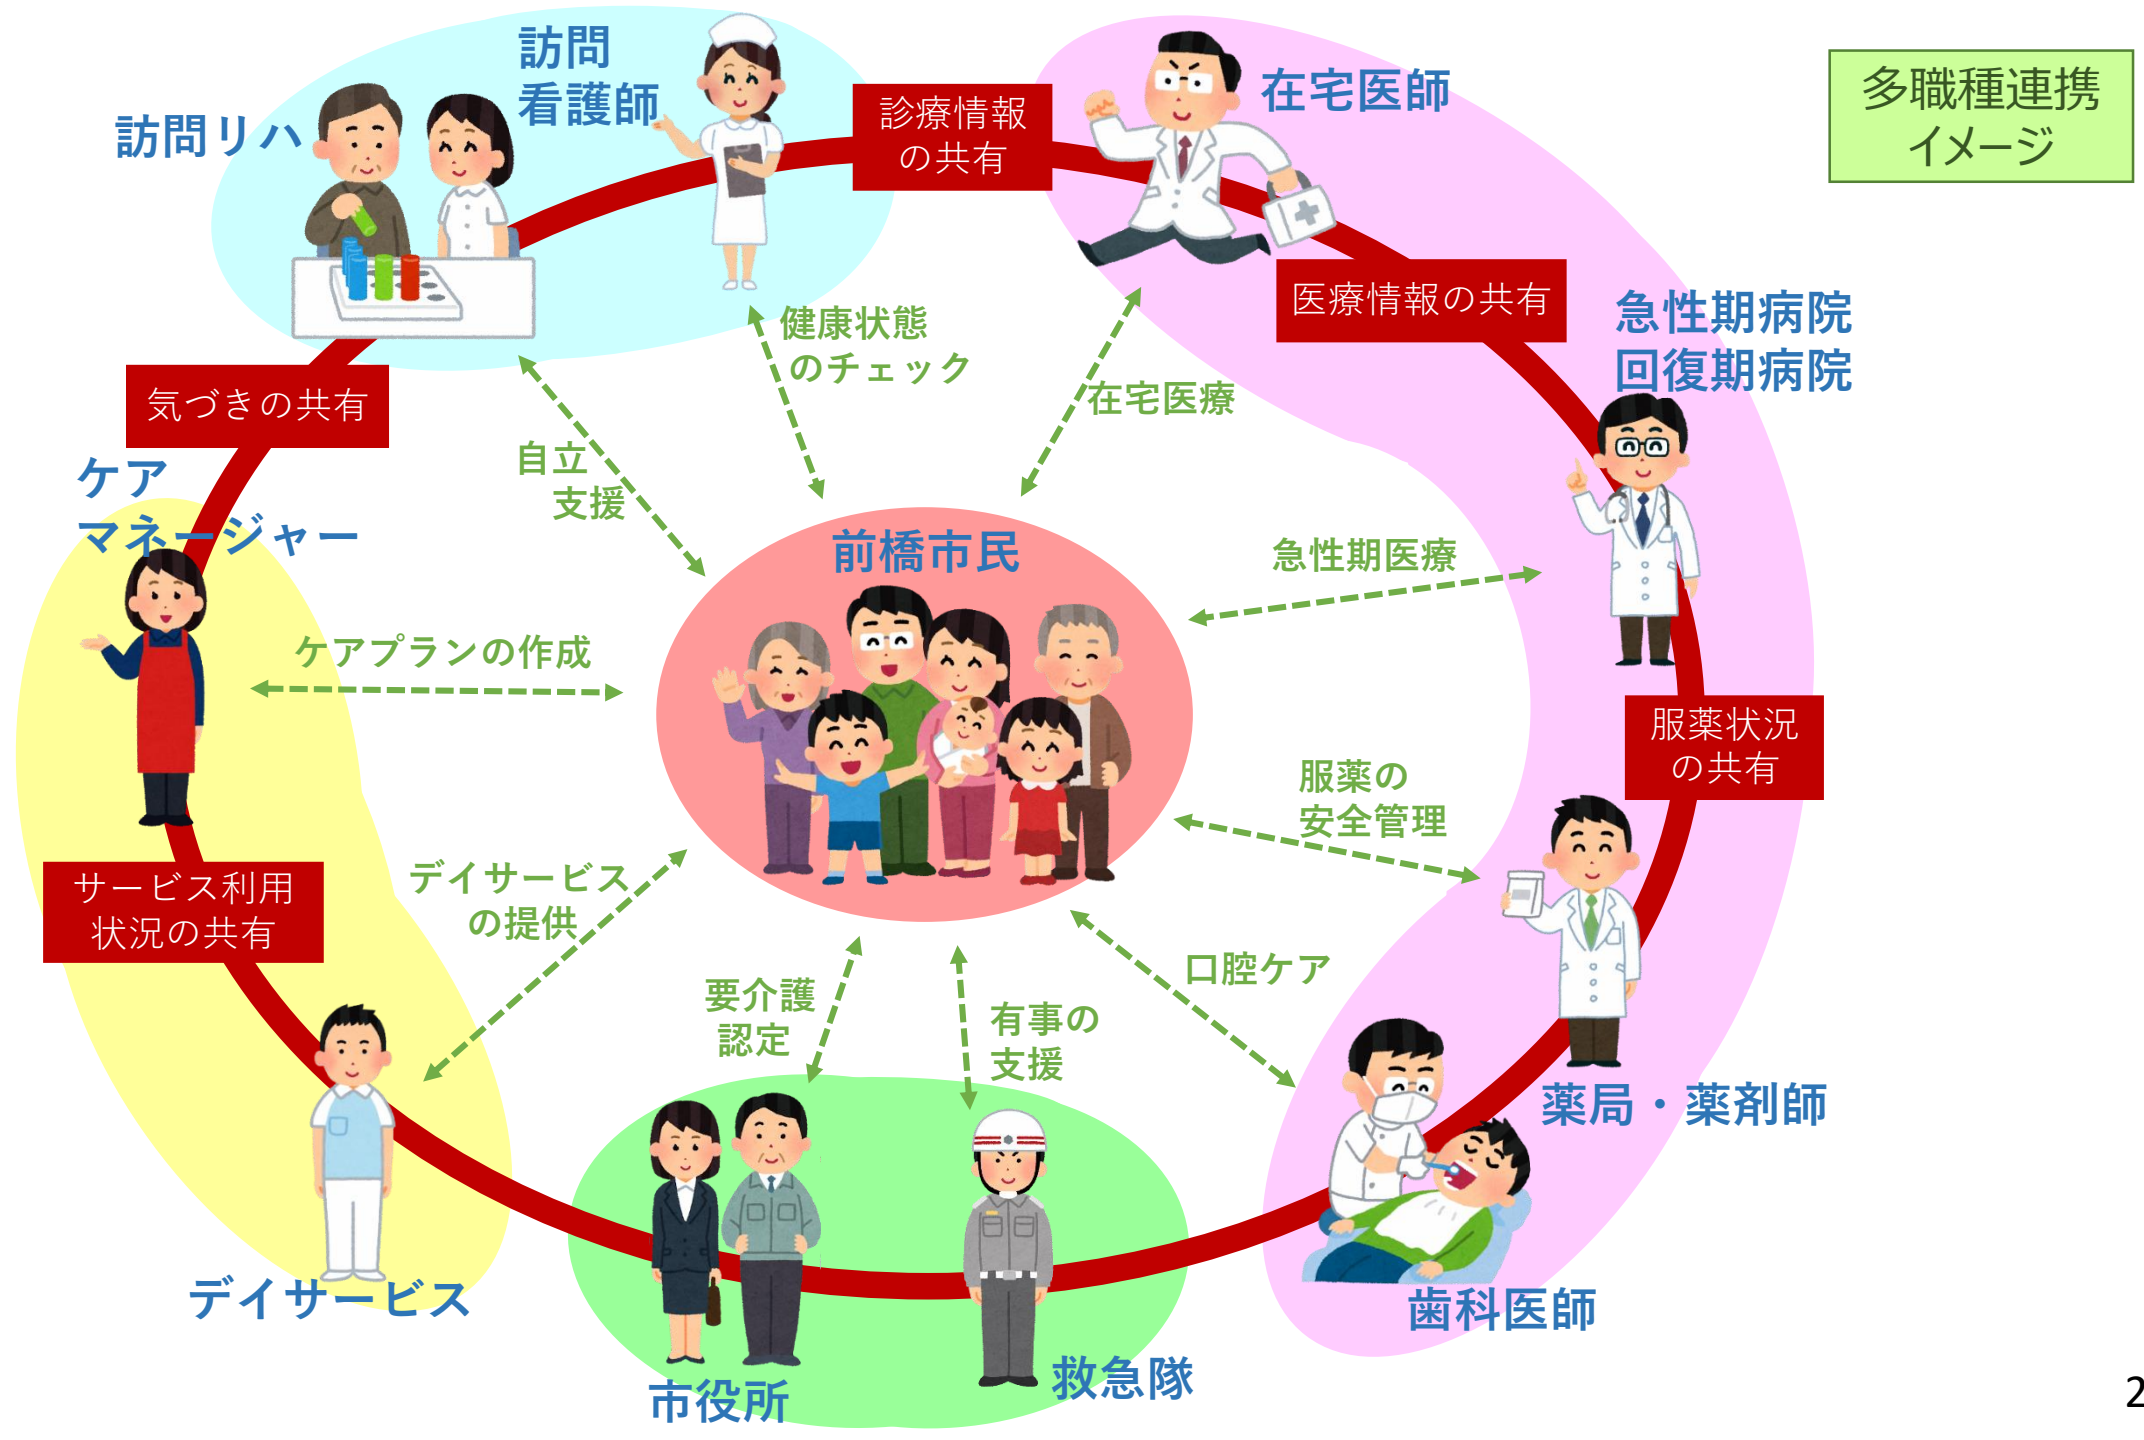 多職種連携
イメージ
訪問
看護師
訪問リハ
診療情報
の共有
在宅医師
医療情報の共有
急性期病院
回復期病院
健康状態
のチェック
在宅医療
気づきの共有
自立
支援
ケア
マネージャー
前橋市民
急性期医療
ケアプランの作成
服薬状況
の共有
服薬の
安全管理
サービス利用
状況の共有
デイサービス
の提供
要介護
認定
有事の
支援
口腔ケア
薬局・薬剤師
デイサービス
歯科医師
市役所
救急隊
2